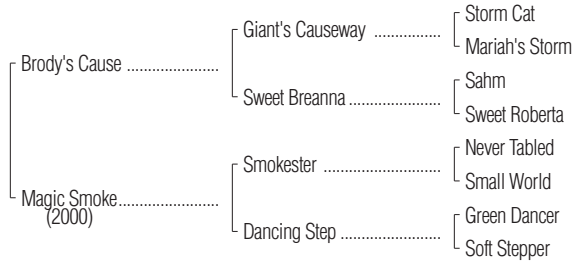 Storm Cat
Giant's Causeway ................
Mariah's Storm
Brody's Cause .......................
Sahm
Sweet Breanna .......................
Sweet Roberta
Never Tabled
Smokester .............................
Small World
Magic Smoke.........................
(2000)
Green Dancer
Dancing Step .........................
Soft Stepper